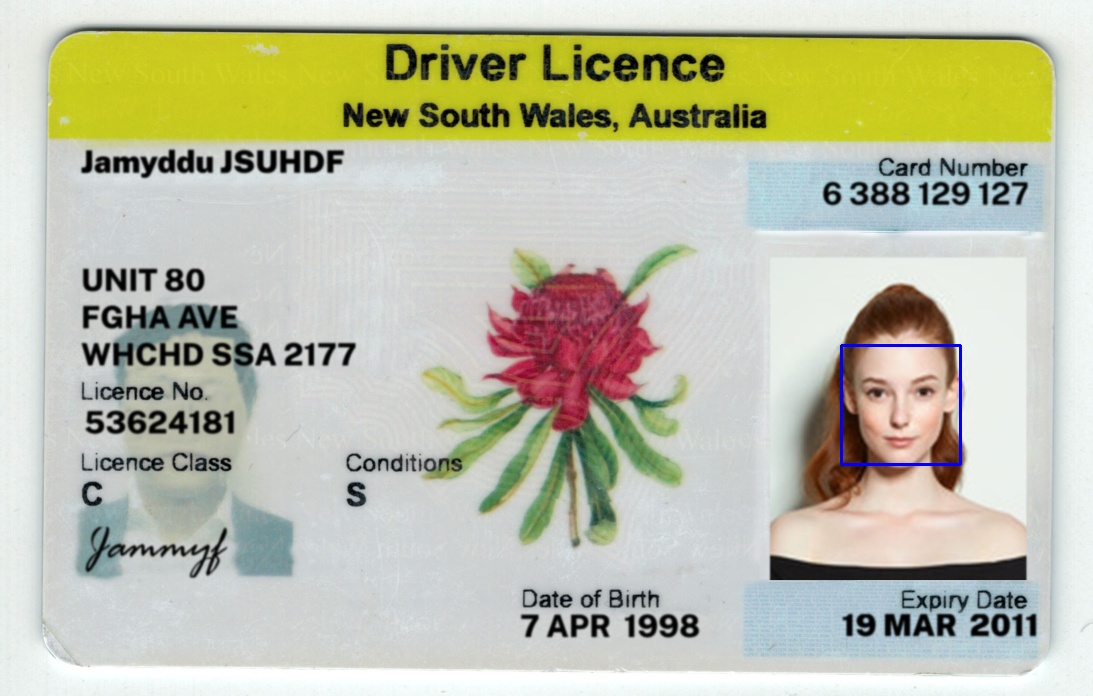 Driver Licence
New South Wales, Australia
Jamyddu JSUHDF
Card Number
6 388 129 127
UNIT 80
FGHA AVE
WHCHD SSA 2177
Licence No.
53624181
Licence Class
C
Conditions
S
Jammyf
Date of Birth
7 APR 1998
Expiry Date
19 MAR 2011